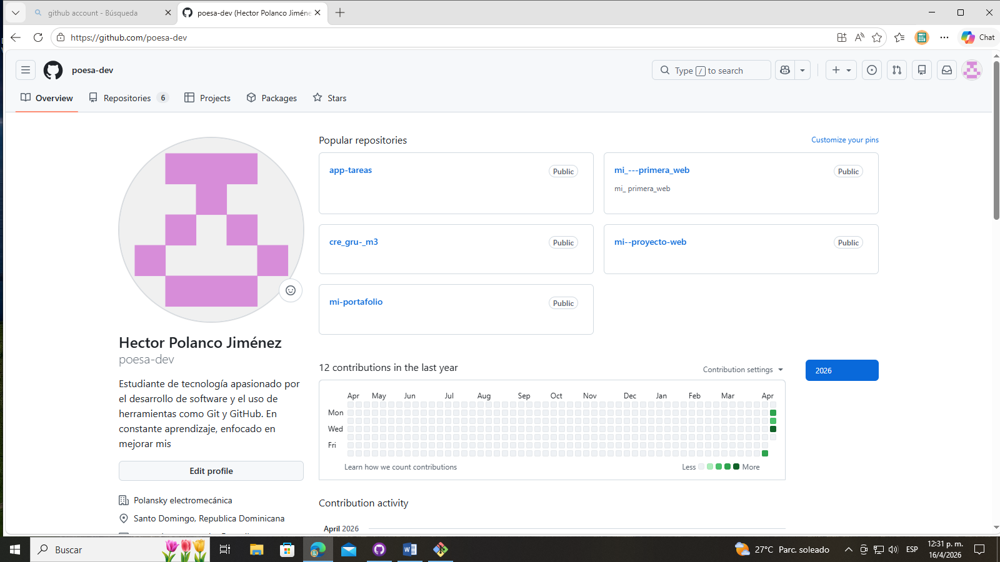 github account - Búsqueda
poesa-dev (Hector Polanco Jiméne
https://github.com/poesa-dev
Chat
poesa-dev
Type / to search
Overview
Repositories 6
Projects
Packages
Stars
Popular repositories
Customize your pins
app-tareas
Public
mi_---primera_web
Public
mi_ primera_web
cre_gru-_m3
Public
mi--proyecto-web
Public
mi-portafolio
Public
Hector Polanco Jiménez
poesa-dev
Estudiante de tecnología apasionado por
el desarrollo de software y el uso de
herramientas como Git y GitHub. En
constante aprendizaje, enfocado en
mejorar mis
Edit profile
Polansky electromecánica
Santo Domingo, Republica Dominicana
12 contributions in the last year
Contribution settings
2026
Apr May Jun Jul Aug Sep Oct Nov Dec Jan Feb Mar Apr
Mon
Wed
Fri
Learn how we count contributions
Less More
Contribution activity
April 2026
Buscar
27°C Parc. soleado
ESP
12:31 p. m.
16/4/2026